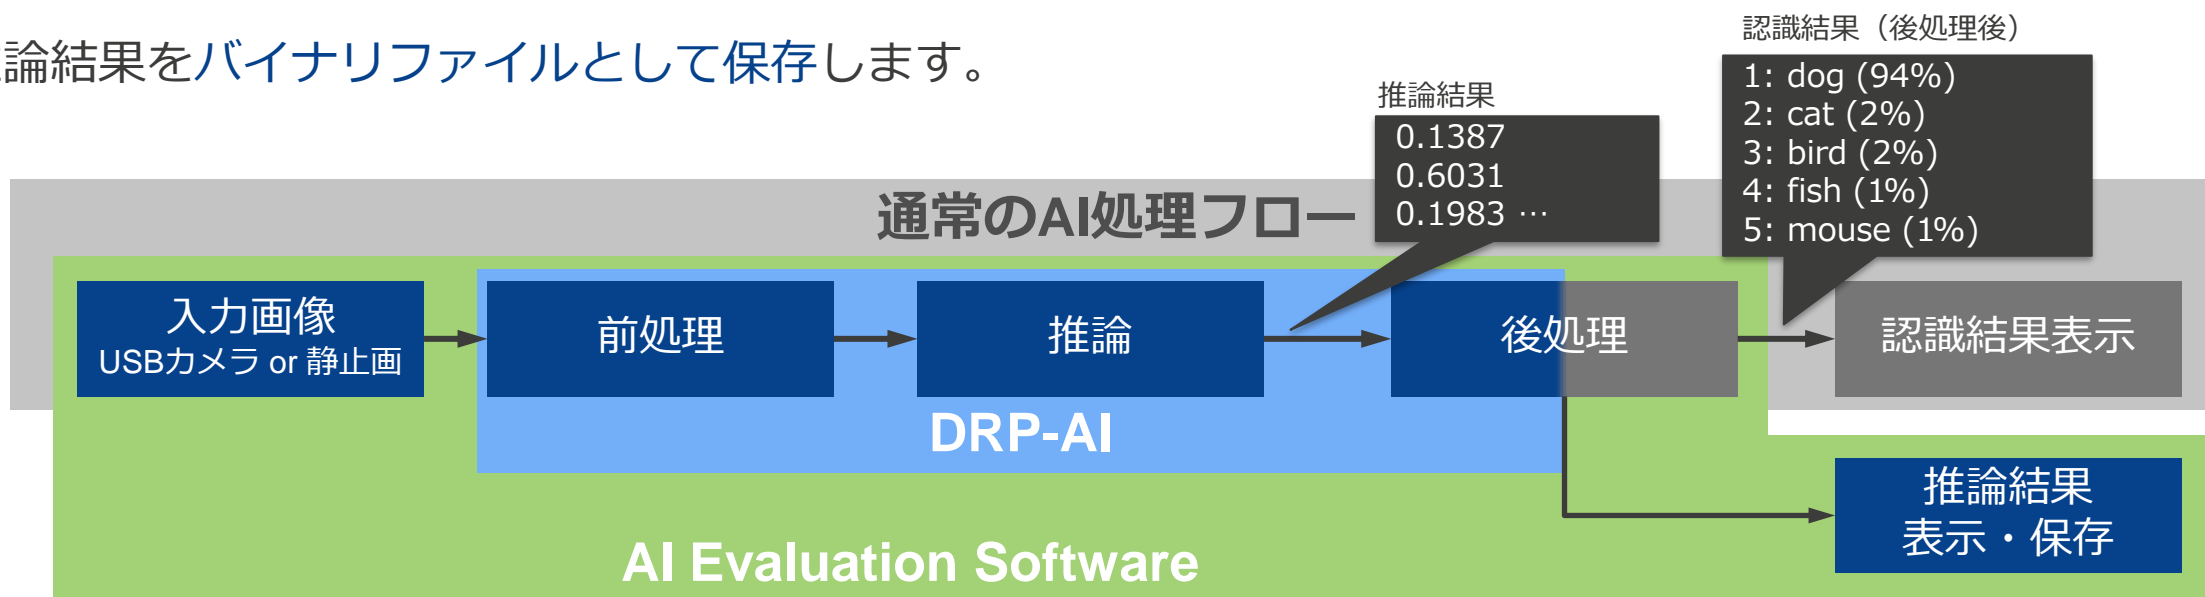 論結果をバイナリファイルとして保存します。
認識結果（後処理後）
1: dog (94%)
2: cat (2%)
3: bird (2%)
4: fish (1%)
5: mouse (1%)
推論結果
0.1387
0.6031
0.1983 …
通常のAI処理フロー
入力画像
USBカメラ or 静止画
前処理
推論
後処理
認識結果表示
DRP-AI
推論結果
表示・保存
AI Evaluation Software